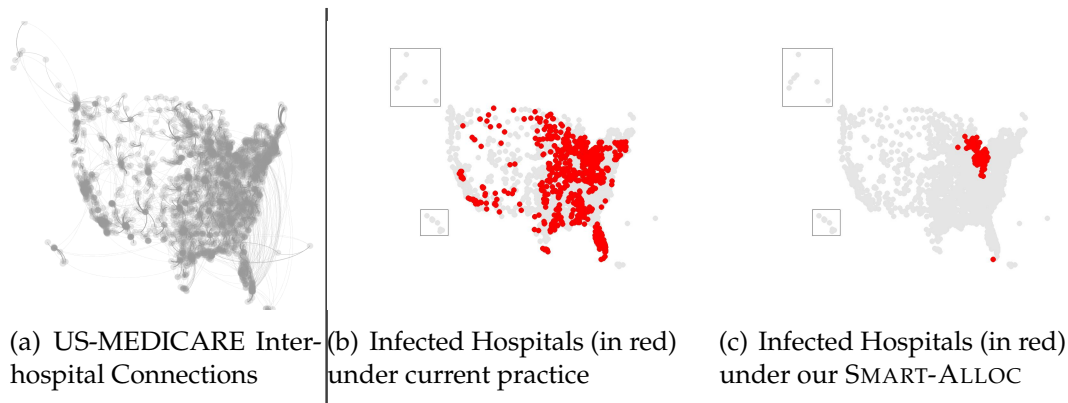 (a) US-MEDICARE Inter-
hospital Connections
(b) Infected Hospitals (in red)
under current practice
(c) Infected Hospitals (in red)
under our SMART-ALLOC